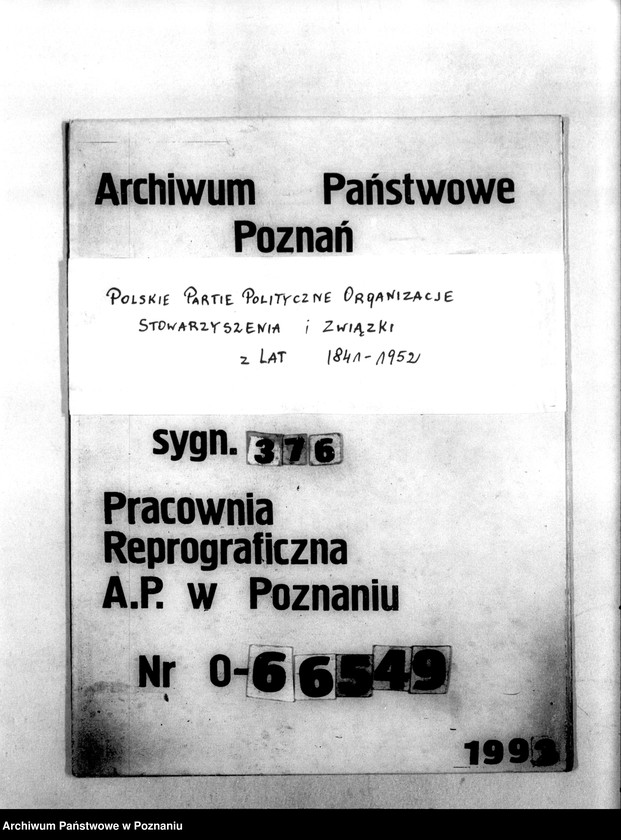 Archiwum Państwowe
Poznań
POLSKIE PARTIE POLITYCZNE ORGANIZACJE
STOWARZYSZENIA i ZWIĄZKI
z LAT 1841-1952
sygn. 376
Pracownia
Reprograficzna
A.P. w Poznaniu
Nr 0-66549
1993
Archiwum Państwowe w Poznaniu